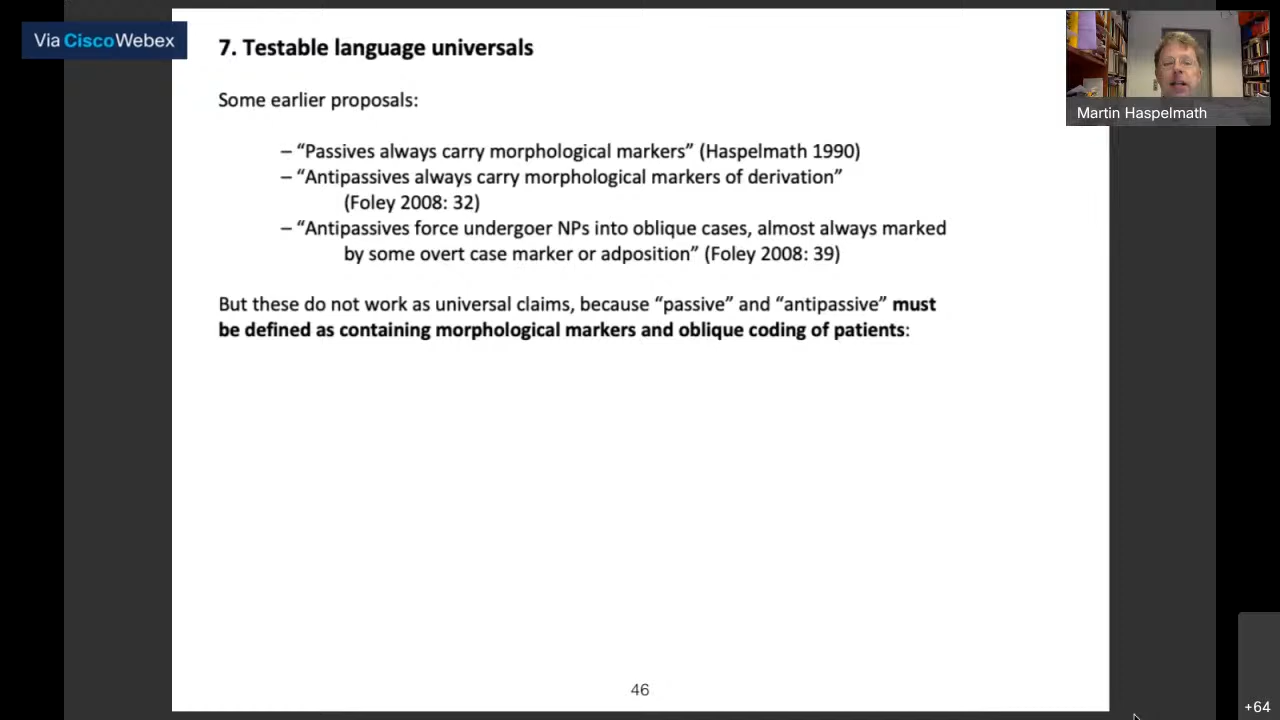 Via Cisco Webex
7. Testable language universals
Martin Haspelmath
Some earlier proposals:
– “Passives always carry morphological markers” (Haspelmath 1990)
– “Antipassives always carry morphological markers of derivation”
(Foley 2008: 32)
– “Antipassives force undergoer NPs into oblique cases, almost always marked
by some overt case marker or adposition” (Foley 2008: 39)
But these do not work as universal claims, because “passive” and “antipassive” must
be defined as containing morphological markers and oblique coding of patients:
46
+64